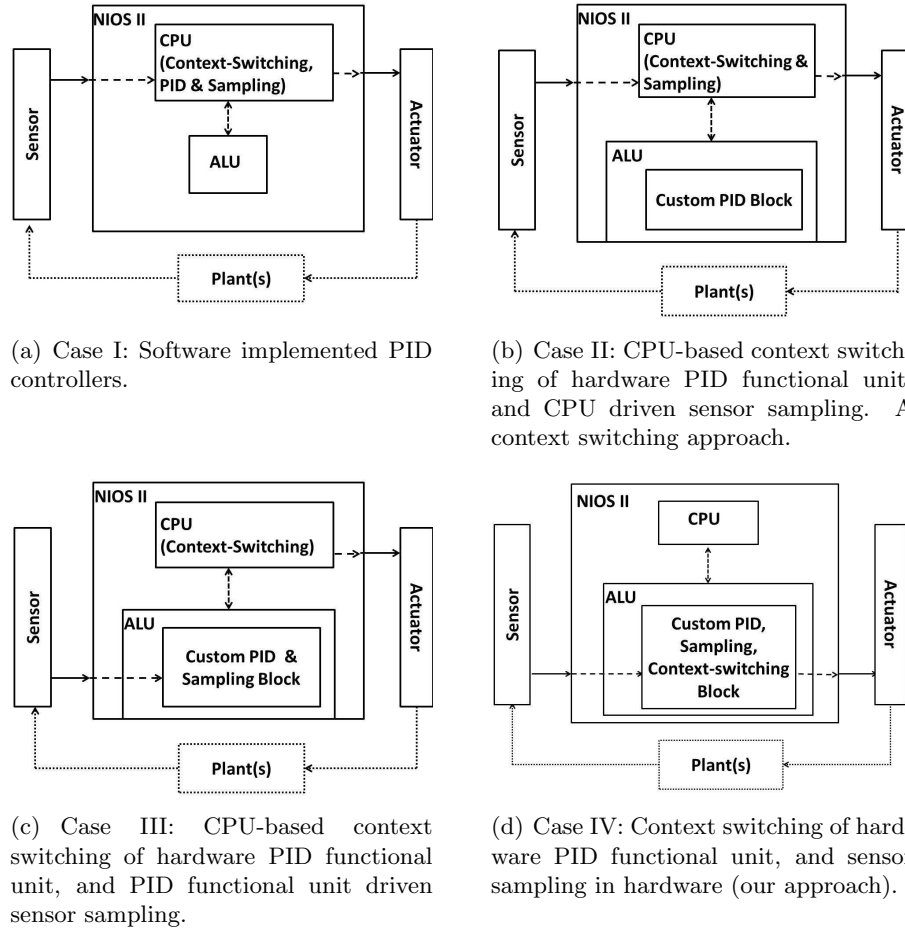 NIOS II
CPU
(Context-Switching,
PID & Sampling)
ALU
Sensor
Actuator
Plant(s)
(a) Case I: Software implemented PID
controllers.
NIOS II
CPU
(Context-Switching &
Sampling)
ALU
Custom PID Block
Sensor
Actuator
Plant(s)
(b) Case II: CPU-based context switch-
ing of hardware PID functional unit
and CPU driven sensor sampling. A
context switching approach.
NIOS II
CPU
(Context-Switching)
ALU
Custom PID &
Sampling Block
Sensor
Actuator
Plant(s)
(c) Case III: CPU-based context
switching of hardware PID functional
unit, and PID functional unit driven
sensor sampling.
NIOS II
CPU
ALU
Custom PID,
Sampling,
Context-switching
Block
Sensor
Actuator
Plant(s)
(d) Case IV: Context switching of hard-
ware PID functional unit, and sensor
sampling in hardware (our approach).